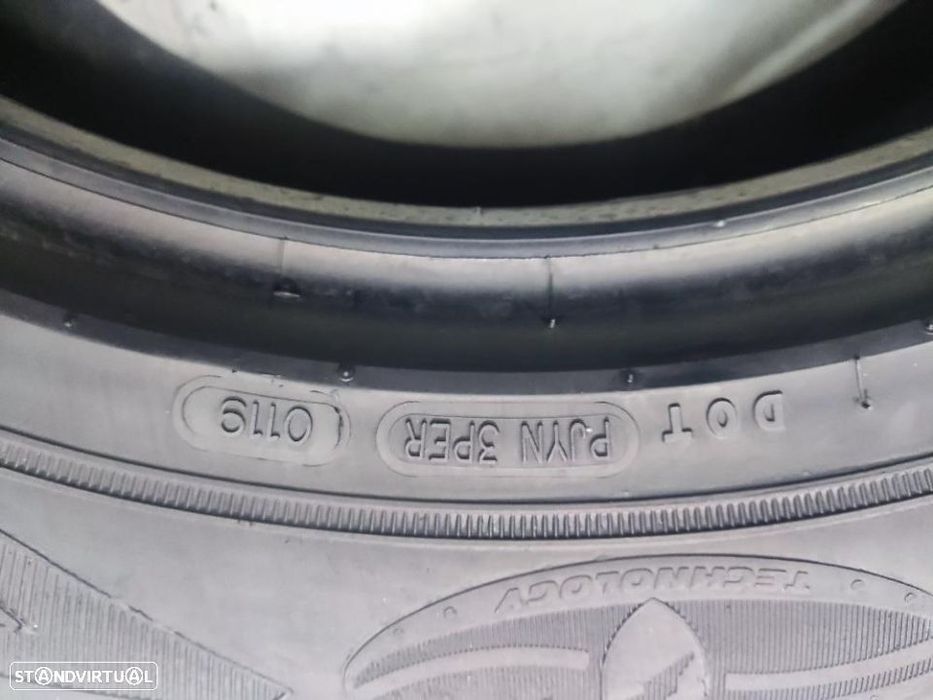 DOT PJYN 3PER 0119
TECHNOLOGY
STANDVIRTUAL